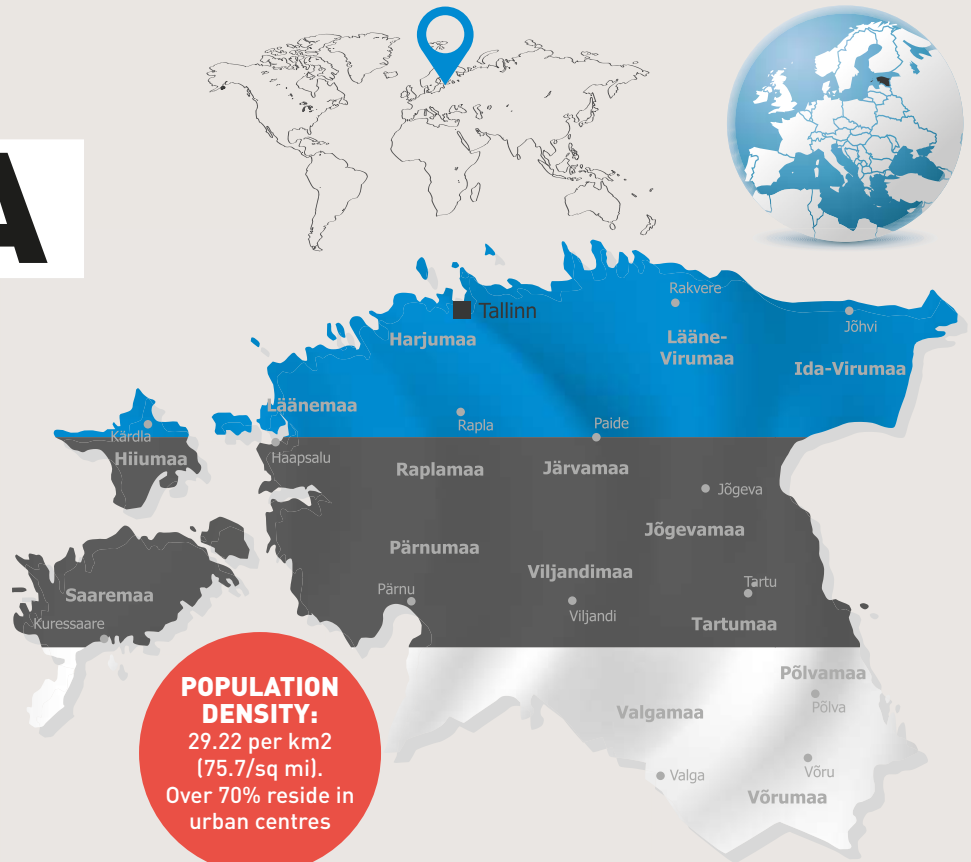 A
Tallinn
Rakvere
Jõhvi
Harjumaa
Lääne-
Virumaa
Ida-Virumaa
Läänemaa
Rapla
Paide
Kärdla
Hiiumaa
Haapsalu
Raplamaa
Järvamaa
Jõgeva
Jõgevamaa
Pärnumaa
Viljandimaa
Saaremaa
Pärnu
Tartu
Viljandi
Kuressaare
Tartumaa
POPULATION
DENSITY:
29.22 per km2
(75.7/sq mi).
Over 70% reside in
urban centres
Põlvamaa
Põlva
Valgamaa
Valga
Võru
Võrumaa